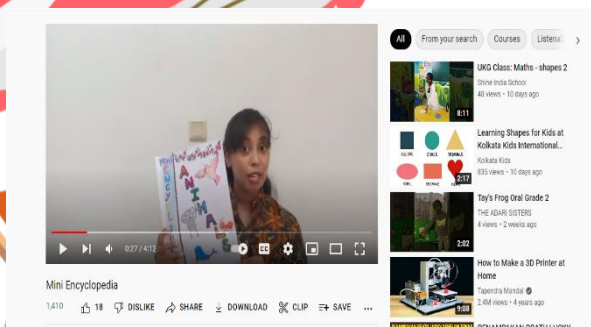 All
From your search
Courses
8:11
UKG Class: Maths - shapes 2
Shine India School
48 views • 10 days ago
2:17
Learning Shapes for Kids at
Kolkata Kids International...
Kolkata Kids
935 views • 10 days ago
2:02
Tay's Frog Oral Grade 2
THE ADARI SISTERS
4 views • 2 weeks ago
9:08
How to Make a 3D Printer at
Home
Tapendra Mandal
2.4M views • 4 years ago
ANIMALS
0:27 / 4:12
CC
Mini Encyclopedia
1,410
18
DISLIKE
SHARE
DOWNLOAD
CLIP
SAVE